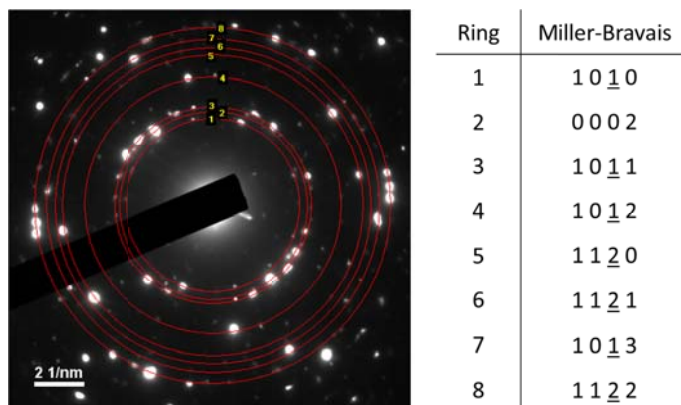 8
7
6
5
4
3
2
1
2 1/nm
Ring Miller-Bravais
1 1 0 1̲ 0
2 0 0 0 2
3 1 0 1̲ 1
4 1 0 1̲ 2
5 1 1 2̲ 0
6 1 1 2̲ 1
7 1 0 1̲ 3
8 1 1 2̲ 2